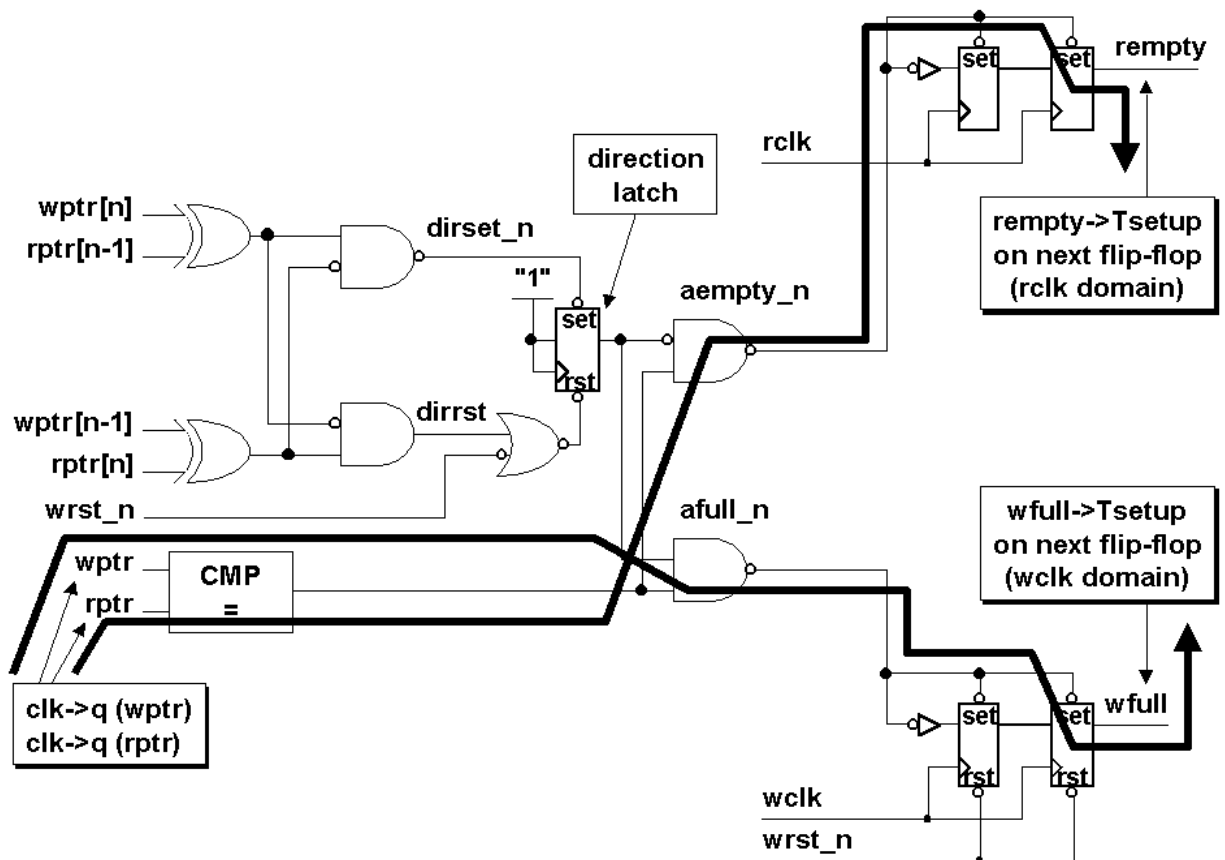 set
set
rempty
rclk
direction
latch
wptr[n]
rptr[n-1]
dirset_n
"1"
aempty_n
rempty->Tsetup
on next flip-flop
(rclk domain)
set
rst
wptr[n-1]
dirrst
rptr[n]
wrst_n
afull_n
wfull->Tsetup
on next flip-flop
(wclk domain)
wptr
CMP
=
rptr
clk->q (wptr)
clk->q (rptr)
set
set
wfull
rst
rst
wclk
wrst_n